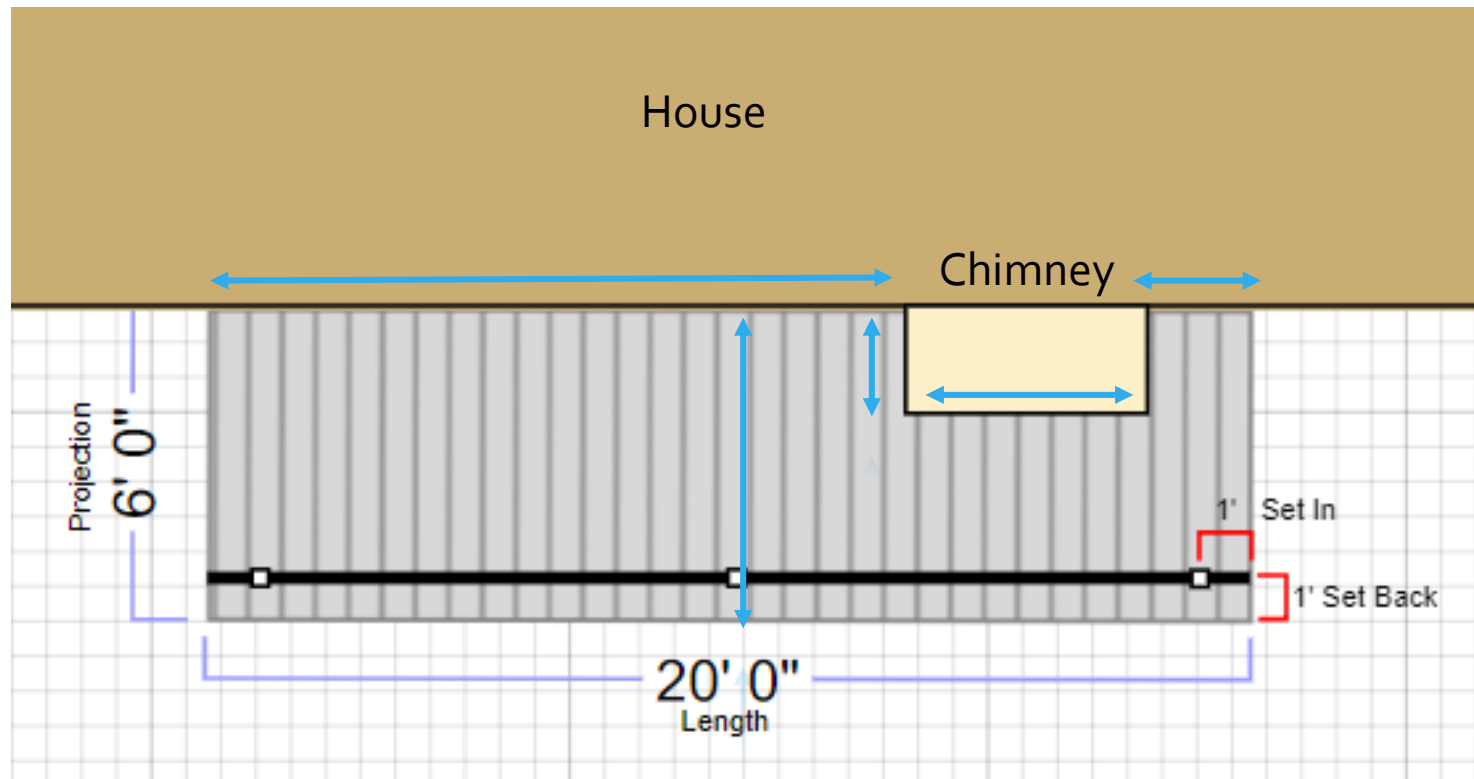 House
Chimney
Projection
6' 0"
1' Set In
1' Set Back
20' 0"
Length